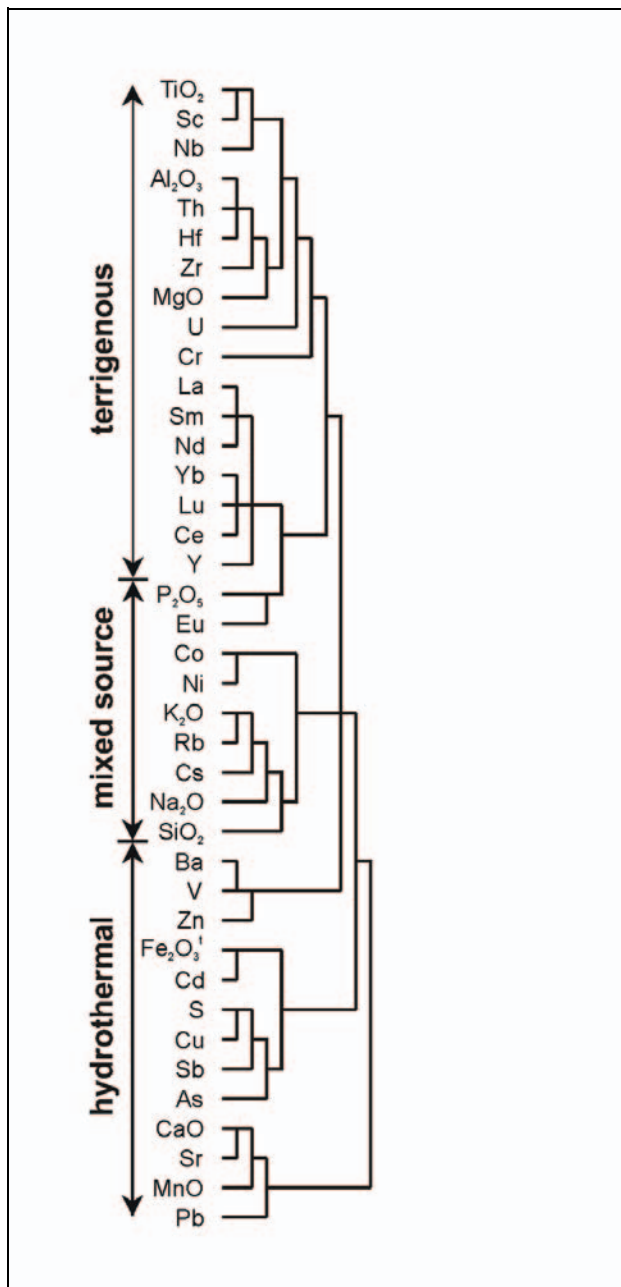 TiO₂
Sc
Nb
Al₂O₃
Th
Hf
Zr
MgO
U
Cr
La
Sm
Nd
Yb
Lu
Ce
Y
P₂O₅
Eu
Co
Ni
K₂O
Rb
Cs
Na₂O
SiO₂
Ba
V
Zn
Fe₂O₃ᵗ
Cd
S
Cu
Sb
As
CaO
Sr
MnO
Pb
terrigenous
mixed source
hydrothermal